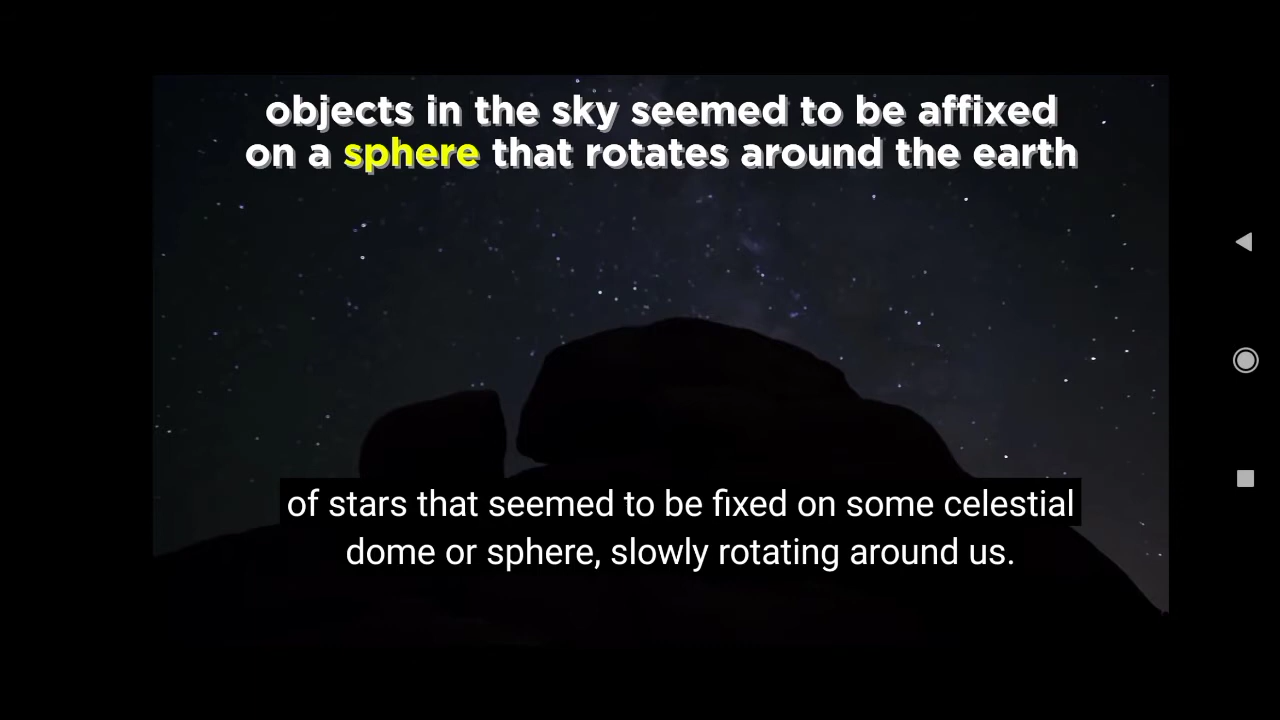 objects in the sky seemed to be affixed
on a sphere that rotates around the earth
of stars that seemed to be fixed on some celestial
dome or sphere, slowly rotating around us.